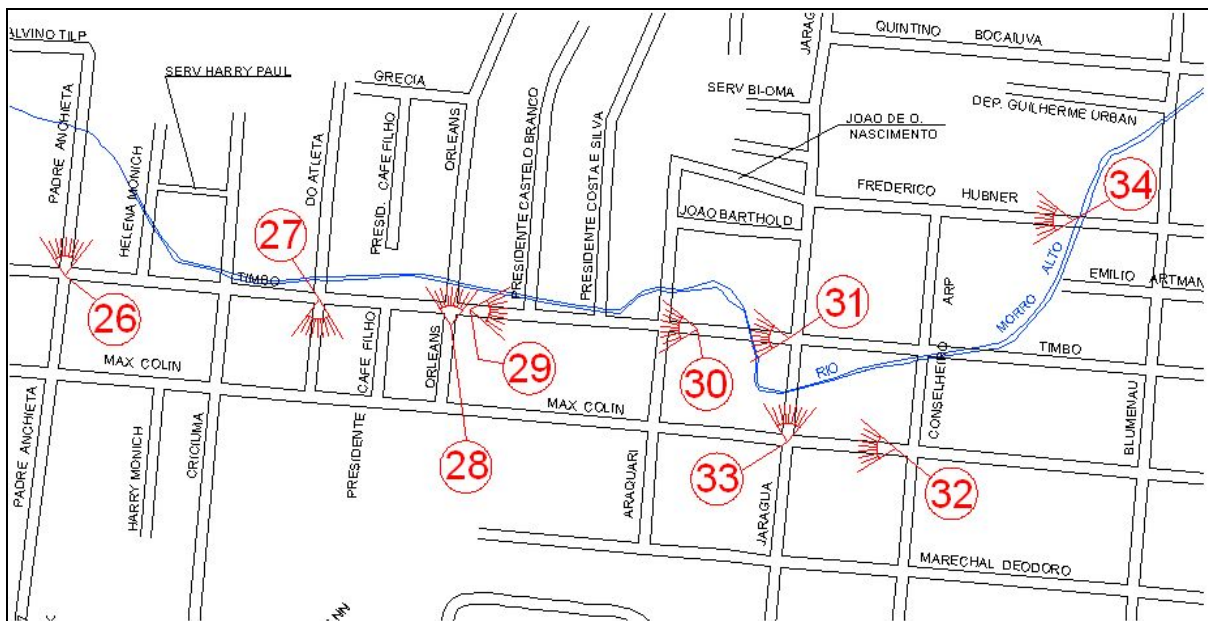 ALVINO TILP
QUINTINO BOCAIUVA
JARAG
SERV HARRY PAUL
GRECIA
SERV BI-OMA
DEP. GUILHERME URBAN
JOAO DE O.
NASCIMENTO
PADRE ANCHIETA
HELENA MONICH
DO ATLETA
PRESID. CAFE FILHO
ORLEANS
PRESIDENTE CASTELO BRANCO
PRESIDENTE COSTA E SILVA
FREDERICO HUBNER
34
JOAO BARTHOLD
27
TIMBO
ARP
MORRO ALTO
EMILIO ARTMAN
26
31
CAFE FILHO
ORLEANS
29
30
RIO
TIMBO
MAX COLIN
MAX COLIN
CONSELHEIRO
BLUMENAU
PADRE ANCHIETA
HARRY MONICH
CRICIUMA
PRESIDENTE
28
ARAQUARI
33
32
JARAGUA
MARECHAL DEODORO
NN